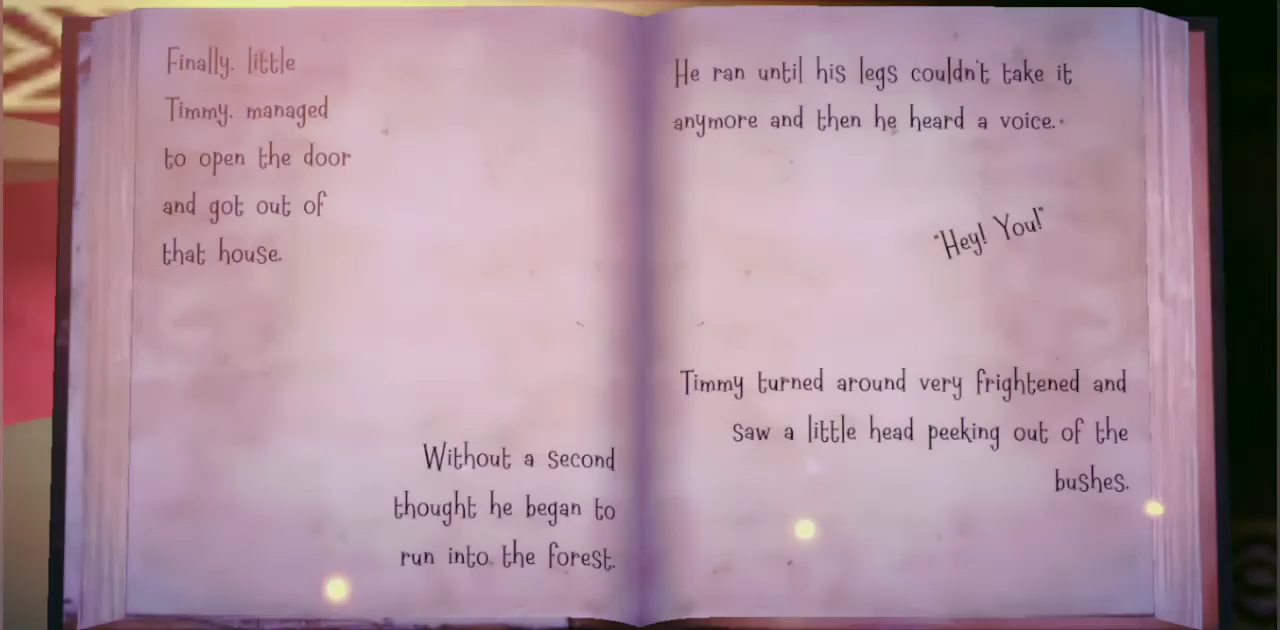 Finally. little
Timmy. managed
to open the door
and got out of
that house.
Without a second
thought he began to
run into the forest.
He ran until his legs couldn't take it
anymore and then he heard a voice.
"Hey! You!"
Timmy turned around very frightened and
saw a little head peeking out of the
bushes.